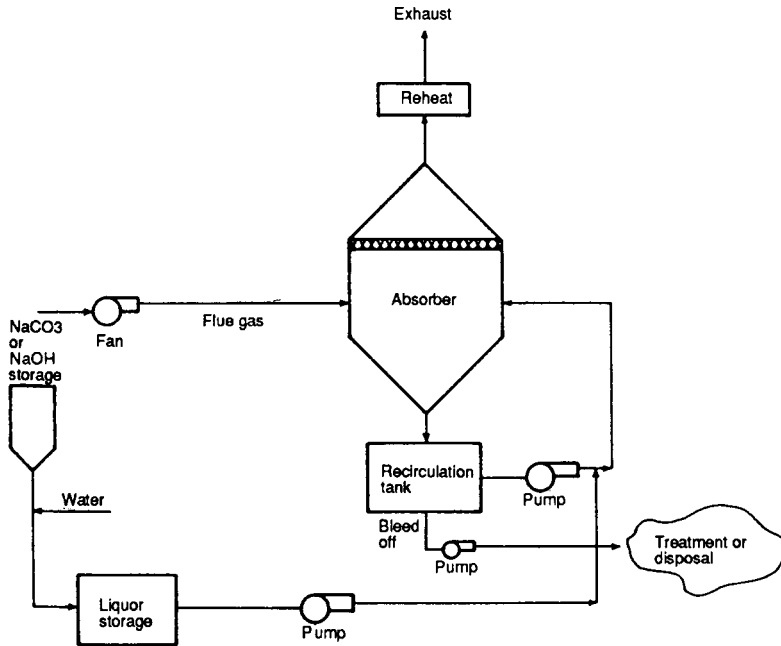 Exhaust
Reheat
Absorber
Flue gas
Fan
NaCO3
or
NaOH
storage
Water
Recirculation
tank
Pump
Bleed
off
Pump
Treatment or
disposal
Liquor
storage
Pump